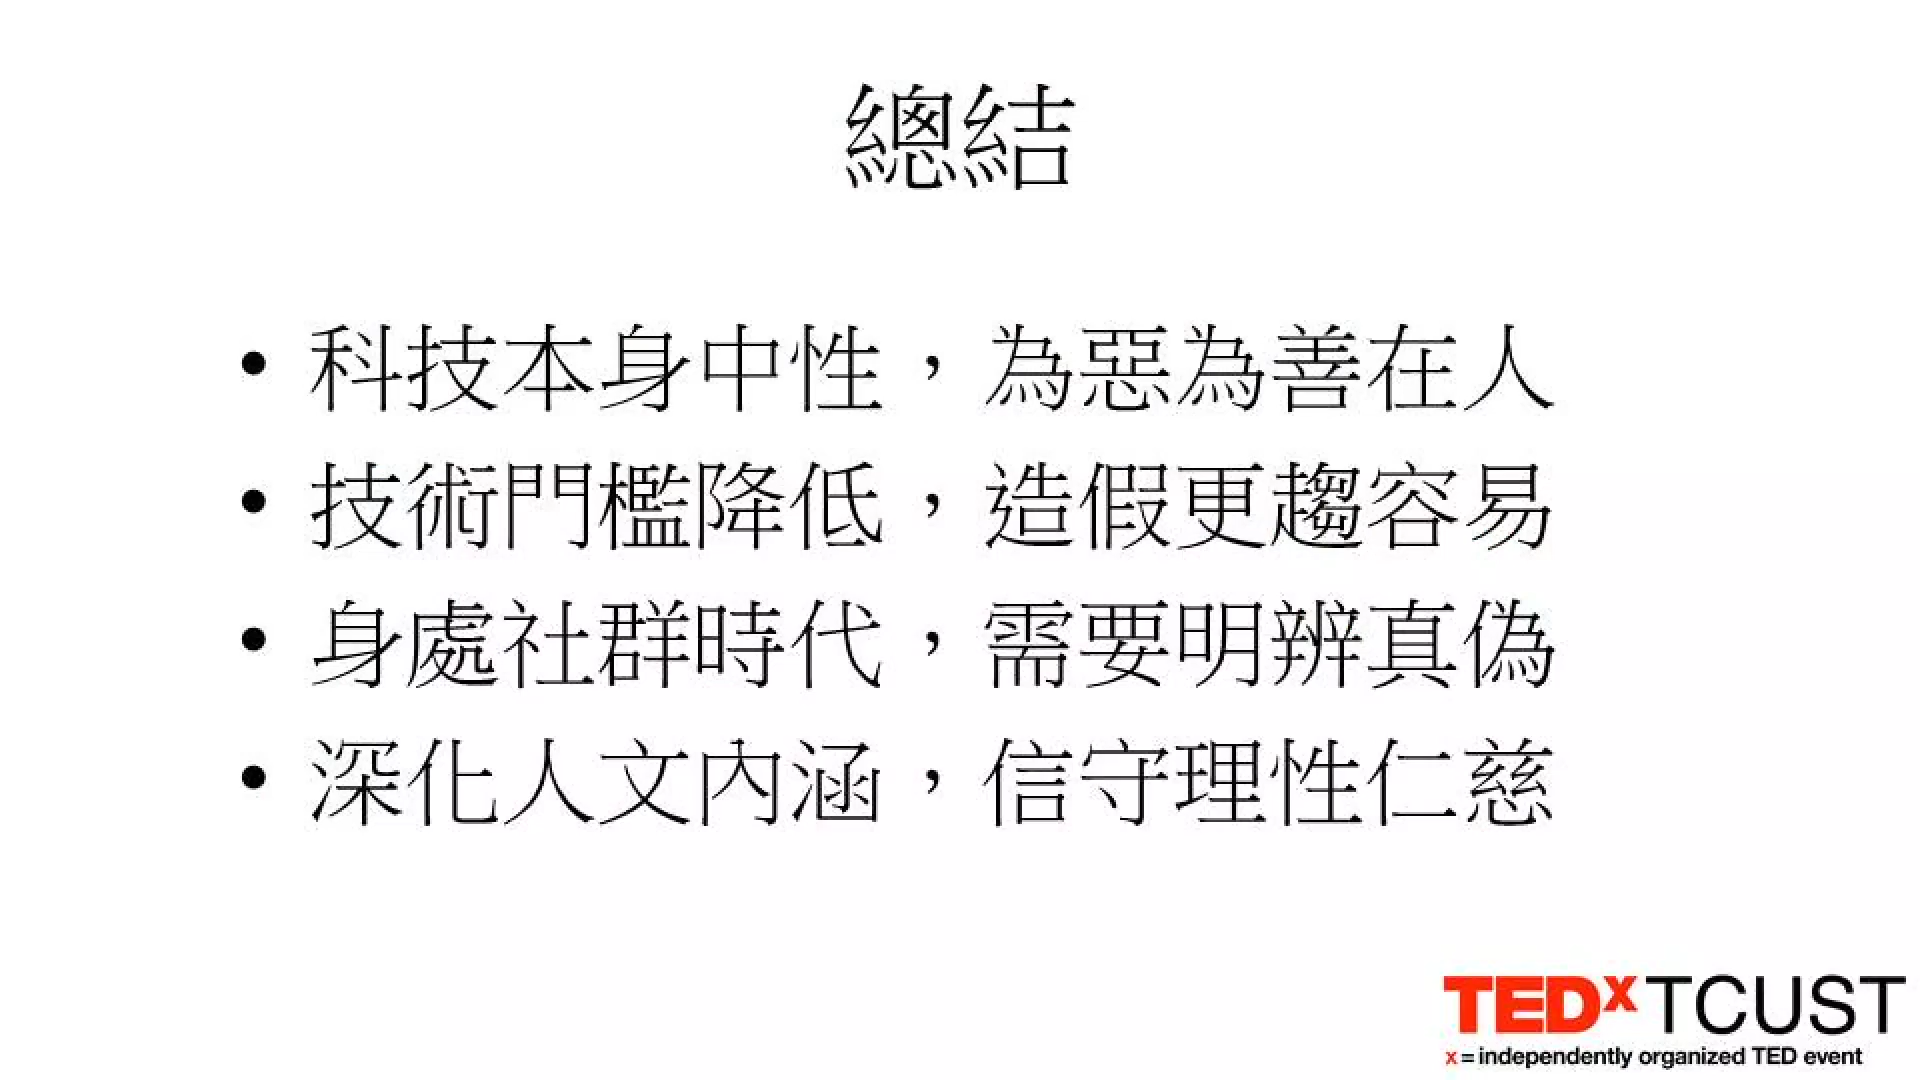 總結
• 科技本身中性，為惡為善在人
• 技術門檻降低，造假更趨容易
• 身處社群時代，需要明辨真偽
• 深化人文內涵，信守理性仁慈
TEDxTCUST
x = independently organized TED event